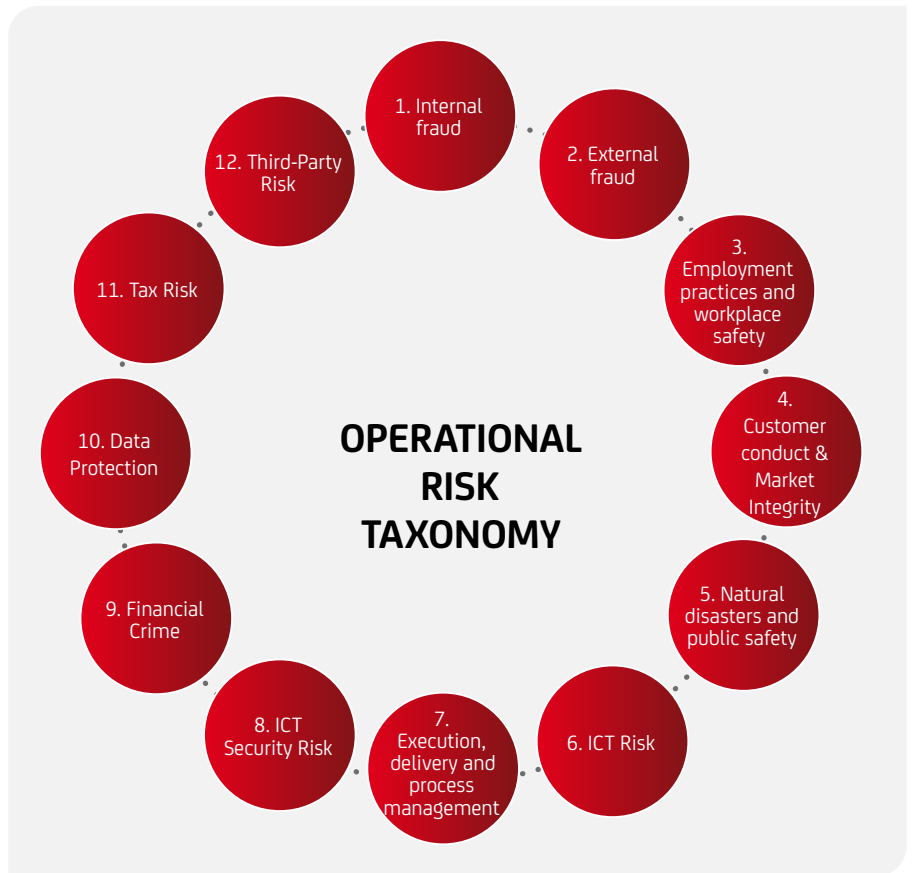 1. Internal
fraud
2. External
fraud
3.
Employment
practices and
workplace
safety
4.
Customer
conduct &
Market
Integrity
5. Natural
disasters and
public safety
6. ICT Risk
7.
Execution,
delivery and
process
management
8. ICT
Security Risk
9. Financial
Crime
10. Data
Protection
11. Tax Risk
12. Third-Party
Risk
OPERATIONAL
RISK
TAXONOMY